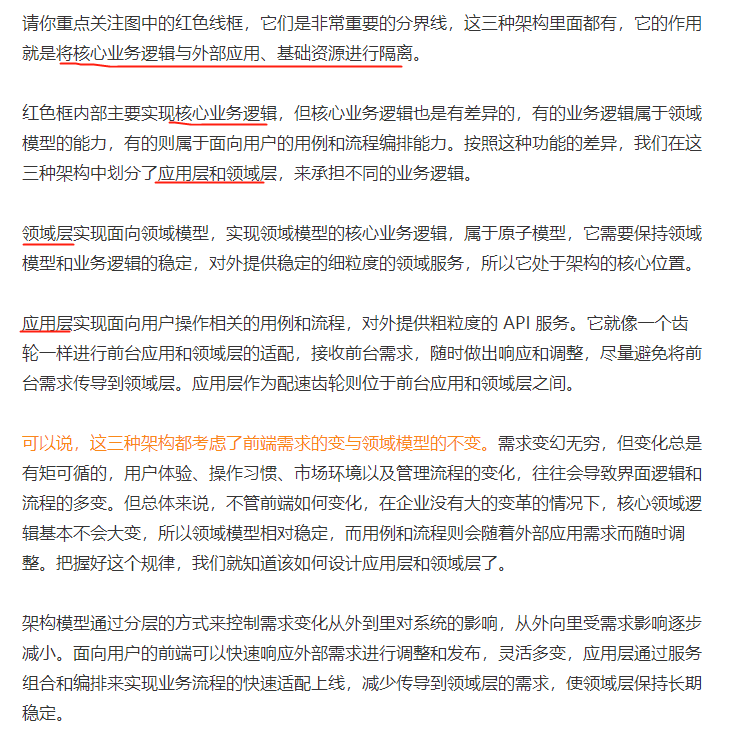 请你重点关注图中的红色线框，它们是非常重要的分界线，这三种架构里面都有，它的作用
就是将核心业务逻辑与外部应用、基础资源进行隔离。
红色框内部主要实现核心业务逻辑，但核心业务逻辑也是有差异的，有的业务逻辑属于领域
模型的能力，有的则属于面向用户的用例和流程编排能力。按照这种功能的差异，我们在这
三种架构中划分了应用层和领域层，来承担不同的业务逻辑。
领域层实现面向领域模型，实现领域模型的核心业务逻辑，属于原子模型，它需要保持领域
模型和业务逻辑的稳定，对外提供稳定的细粒度的领域服务，所以它处于架构的核心位置。
应用层实现面向用户操作相关的用例和流程，对外提供粗粒度的 API 服务。它就像一个齿
轮一样进行前台应用和领域层的适配，接收前台需求，随时做出响应和调整，尽量避免将前
台需求传导到领域层。应用层作为配速齿轮则位于前台应用和领域层之间。
可以说，这三种架构都考虑了前端需求的变与领域模型的不变。需求变幻无穷，但变化总是
有矩可循的，用户体验、操作习惯、市场环境以及管理流程的变化，往往会导致界面逻辑和
流程的多变。但总体来说，不管前端如何变化，在企业没有大的变革的情况下，核心领域逻
辑基本不会大变，所以领域模型相对稳定，而用例和流程则会随着外部应用需求而随时调
整。把握好这个规律，我们就知道该如何设计应用层和领域层了。
架构模型通过分层的方式来控制需求变化从外到里对系统的影响，从外向里受需求影响逐步
减小。面向用户的前端可以快速响应外部需求进行调整和发布，灵活多变，应用层通过服务
组合和编排来实现业务流程的快速适配上线，减少传导到领域层的需求，使领域层保持长期
稳定。